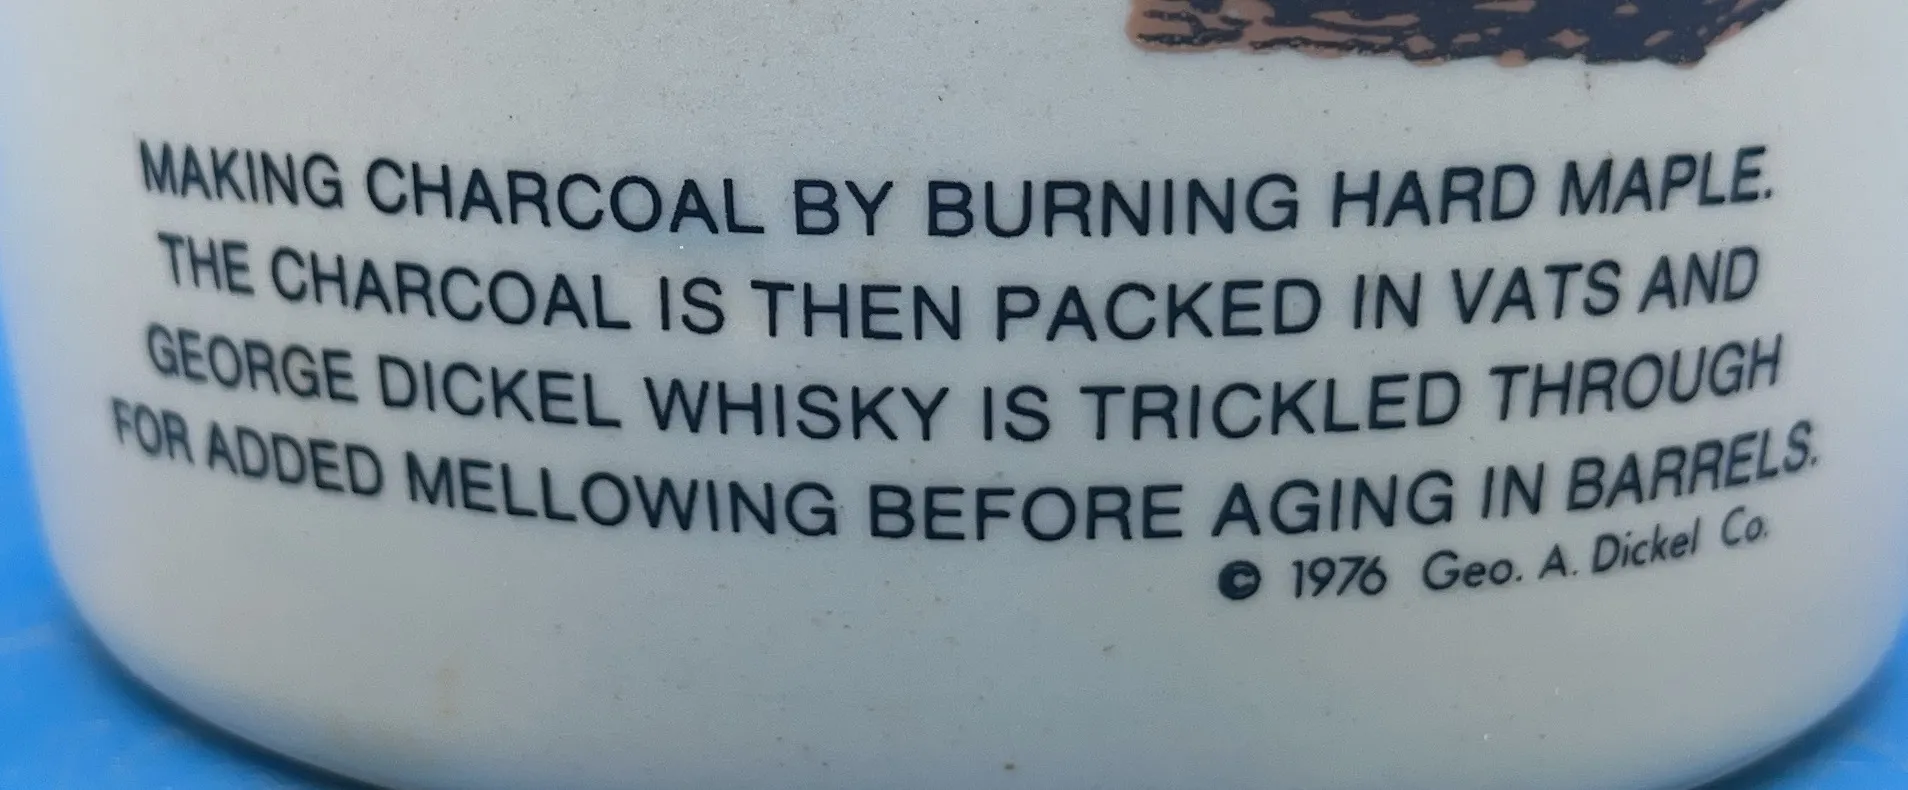 MAKING CHARCOAL BY BURNING HARD MAPLE.
THE CHARCOAL IS THEN PACKED IN VATS AND
GEORGE DICKEL WHISKY IS TRICKLED THROUGH
FOR ADDED MELLOWING BEFORE AGING IN BARRELS.
© 1976 Geo. A. Dickel Co.